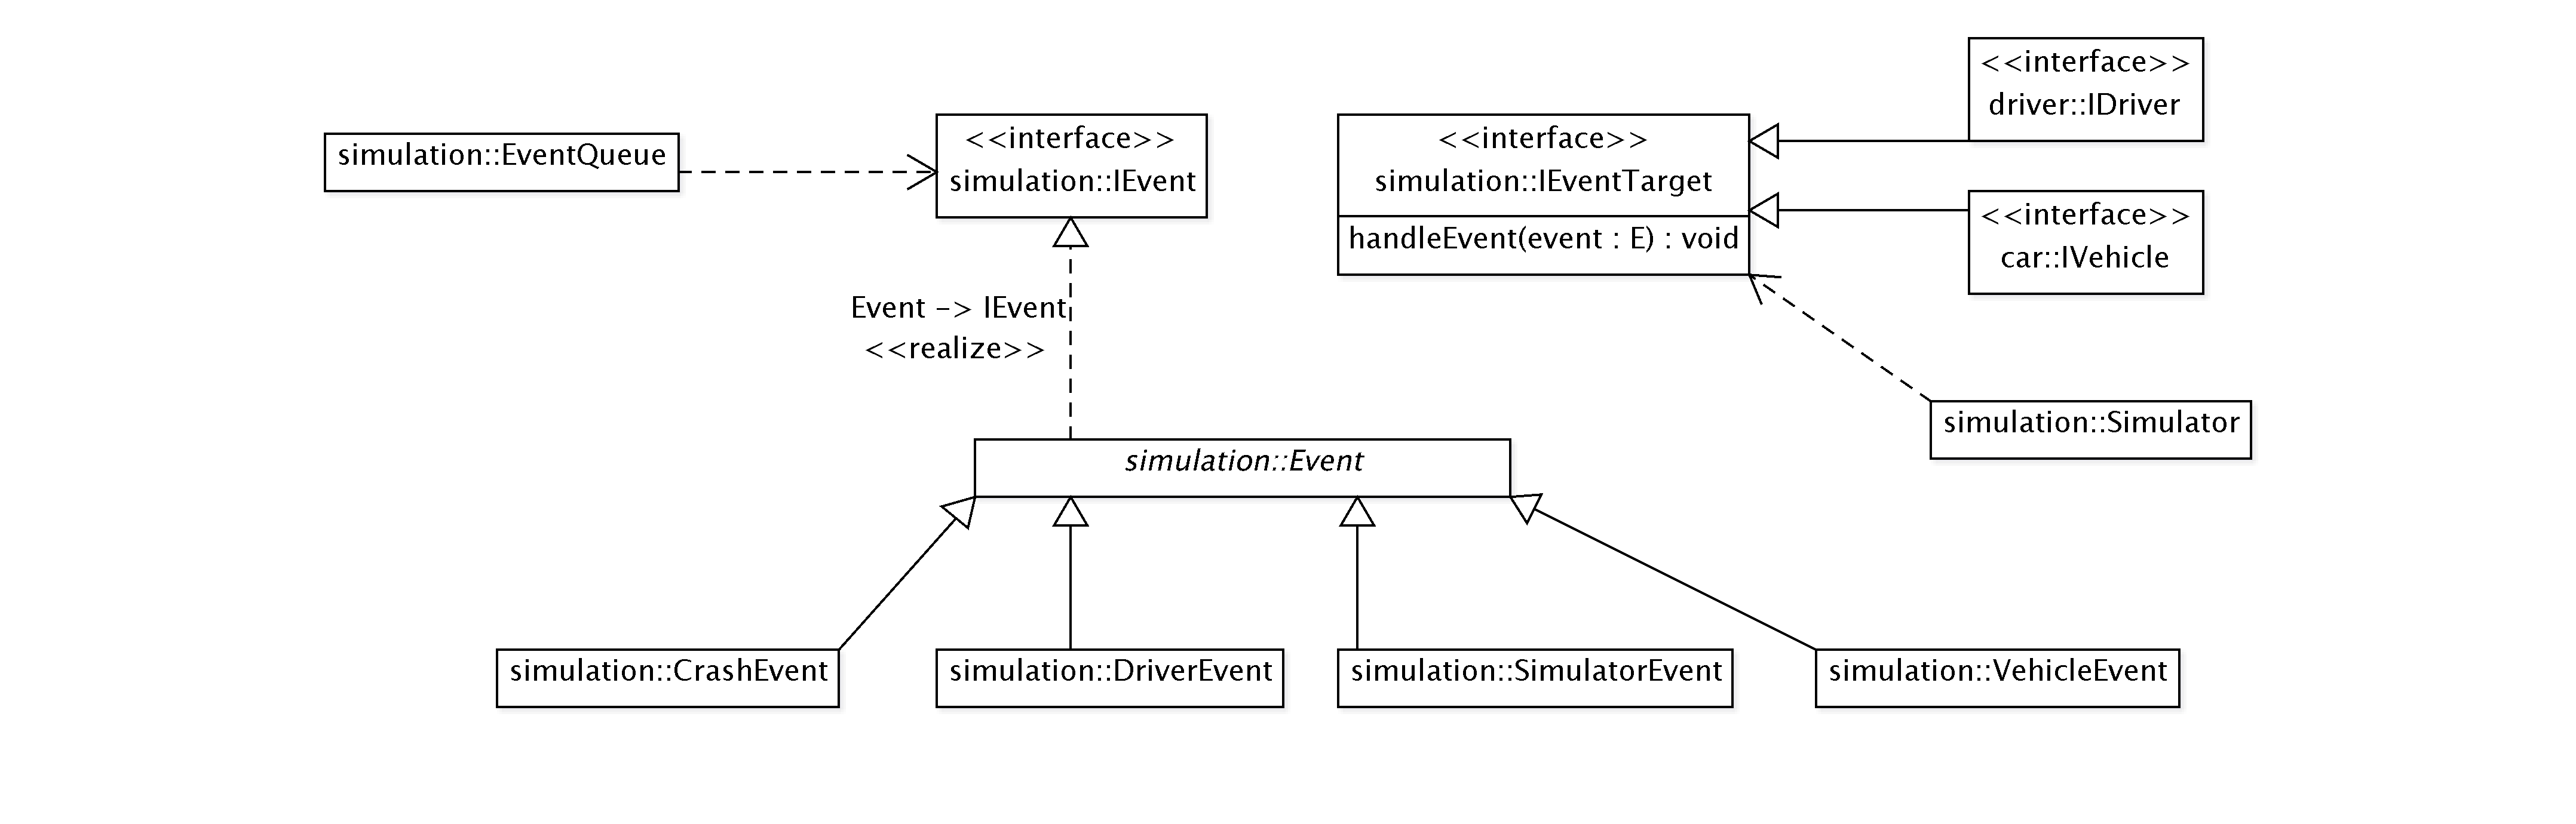 <<interface>>
driver::IDriver
simulation::EventQueue
<<interface>>
simulation::IEvent
<<interface>>
simulation::IEventTarget
handleEvent(event : E) : void
<<interface>>
car::IVehicle
Event -> IEvent
<<realize>>
simulation::Simulator
simulation::Event
simulation::CrashEvent
simulation::DriverEvent
simulation::SimulatorEvent
simulation::VehicleEvent